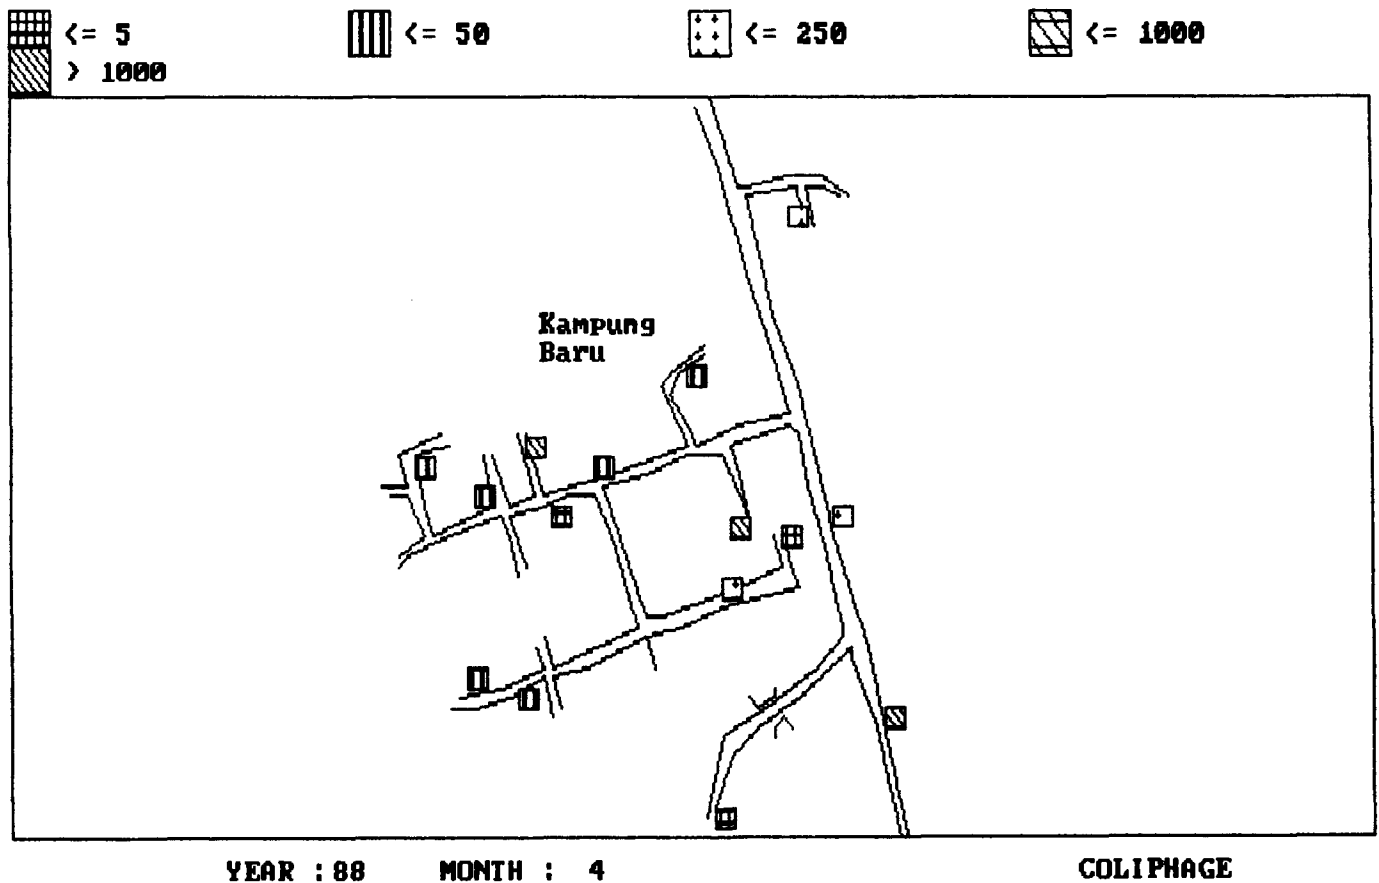 <= 5 <= 50 <= 250 <= 1000
> 1000
Kampung
Baru
YEAR :88 MONTH : 4 COLIPHAGE